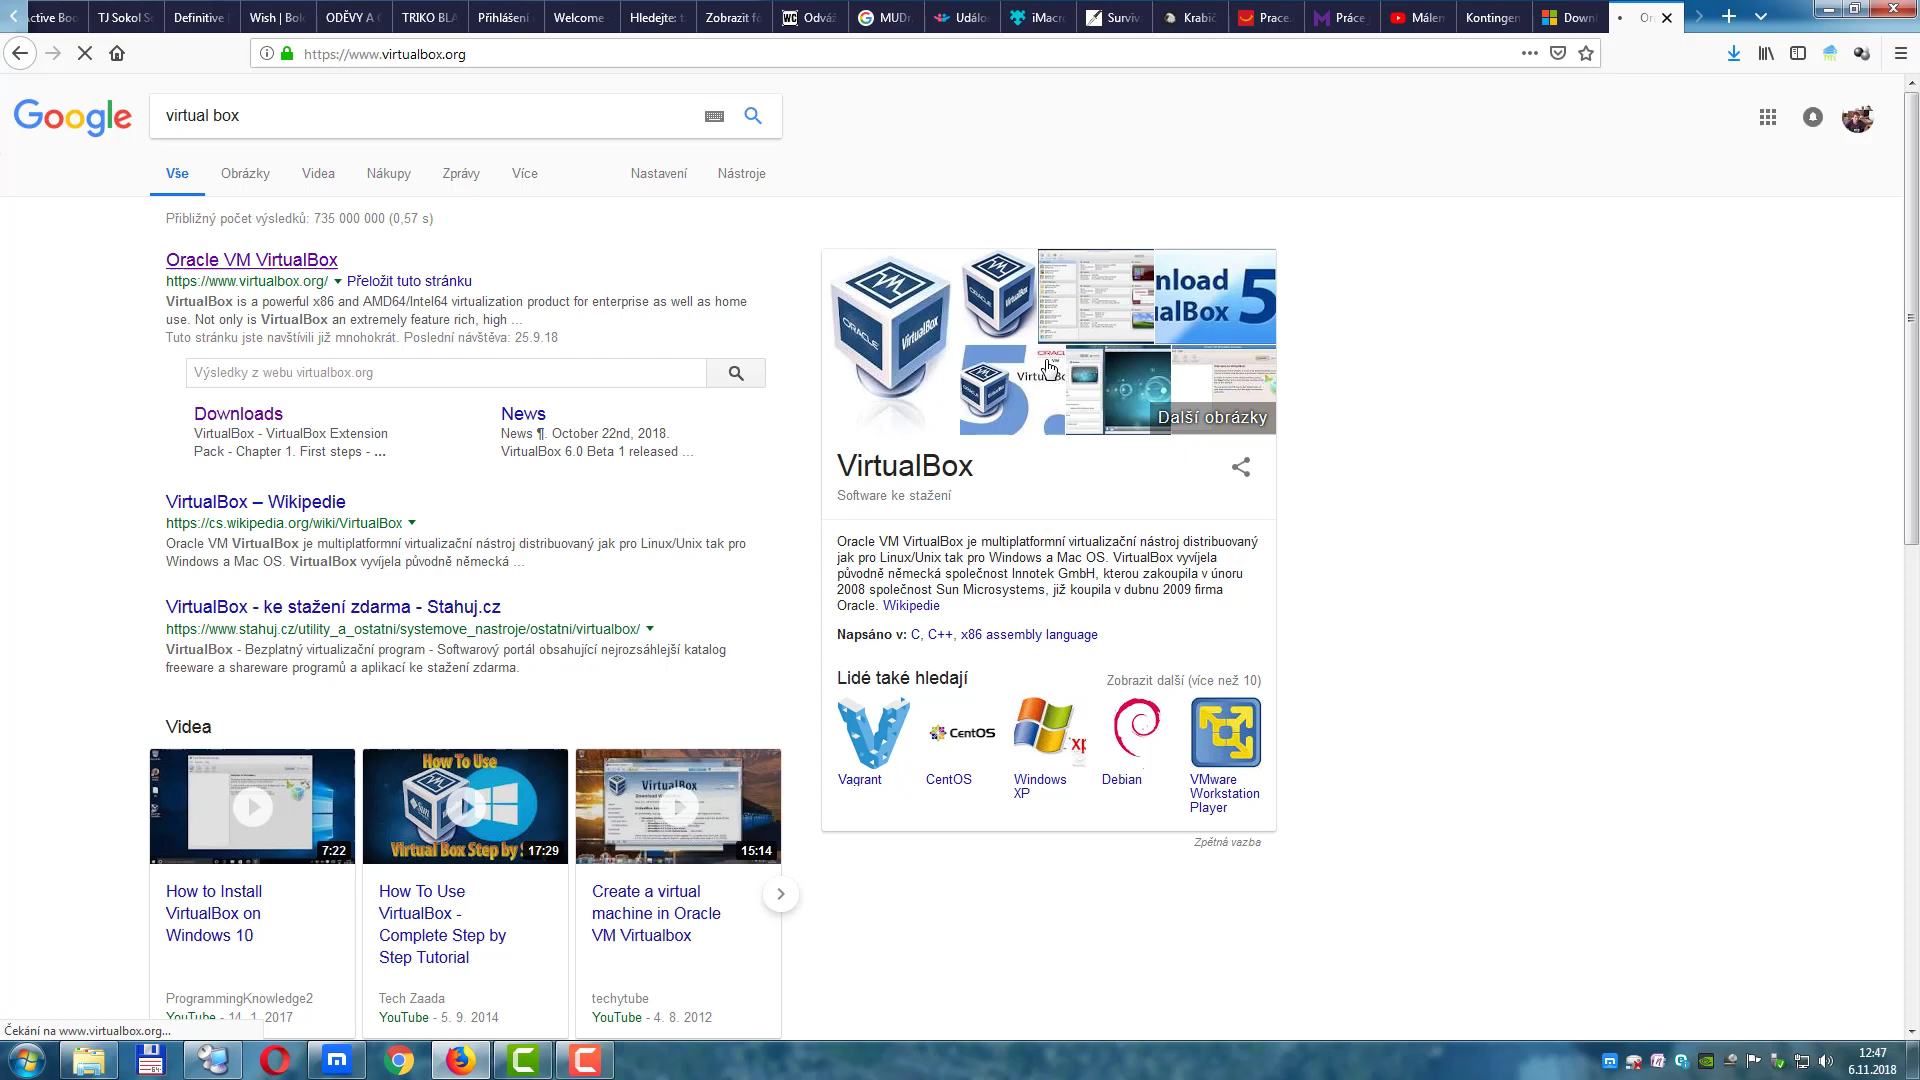 Active Boo
TJ Sokol S
Definitive
Wish | Bol
ODĚVY A
TRIKO BLA
Přihlášení
Welcome
Hledejte:
Zobrazit f
Odvá
MUDr
Událo
iMacr
Surviv
Krabič
Prace.
Práce
Málem
Kontingen
Downl
Or
https://www.virtualbox.org
Google
virtual box
Vše
Obrázky
Videa
Nákupy
Zprávy
Více
Nastavení
Nástroje
Přibližný počet výsledků: 735 000 000 (0,57 s)
Oracle VM VirtualBox
https://www.virtualbox.org/
Přeložit tuto stránku
VirtualBox is a powerful x86 and AMD64/Intel64 virtualization product for enterprise as well as home
use. Not only is VirtualBox an extremely feature rich, high ...
Tuto stránku jste navštívili již mnohokrát. Poslední návštěva: 25.9.18
Výsledky z webu virtualbox.org
Downloads
VirtualBox - VirtualBox Extension
Pack - Chapter 1. First steps - ...
News
News ¶. October 22nd, 2018.
VirtualBox 6.0 Beta 1 released ...
VirtualBox – Wikipedie
https://cs.wikipedia.org/wiki/VirtualBox
Oracle VM VirtualBox je multiplatformní virtualizační nástroj distribuovaný jak pro Linux/Unix tak pro
Windows a Mac OS. VirtualBox vyvíjela původně německá ...
VirtualBox - ke stažení zdarma - Stahuj.cz
https://www.stahuj.cz/utility_a_ostatni/systemove_nastroje/ostatni/virtualbox/
VirtualBox - Bezplatný virtualizační program - Softwarový portál obsahující nejrozsáhlejší katalog
freeware a shareware programů a aplikací ke stažení zdarma.
Videa
7:22
How To Use
Virtual Box Step by S
17:29
VirtualBox
15:14
How to Install
VirtualBox on
Windows 10
ProgrammingKnowledge2
YouTube - 14. 1. 2017
How To Use
VirtualBox -
Complete Step by
Step Tutorial
Tech Zaada
YouTube - 5. 9. 2014
Create a virtual
machine in Oracle
VM Virtualbox
techytube
YouTube - 4. 8. 2012
ORACLE
VirtualBox
nload
ualBox 5
Další obrázky
VirtualBox
Software ke stažení
Oracle VM VirtualBox je multiplatformní virtualizační nástroj distribuovaný
jak pro Linux/Unix tak pro Windows a Mac OS. VirtualBox vyvíjela
původně německá společnost Innotek GmbH, kterou zakoupila v únoru
2008 společnost Sun Microsystems, již koupila v dubnu 2009 firma
Oracle. Wikipedie
Napsáno v: C, C++, x86 assembly language
Lidé také hledají
Zobrazit další (více než 10)
CentOS
xp
Vagrant
CentOS
Windows
XP
Debian
VMware
Workstation
Player
Zpětná vazba
Čekání na www.virtualbox.org...
12:47
6.11.2018